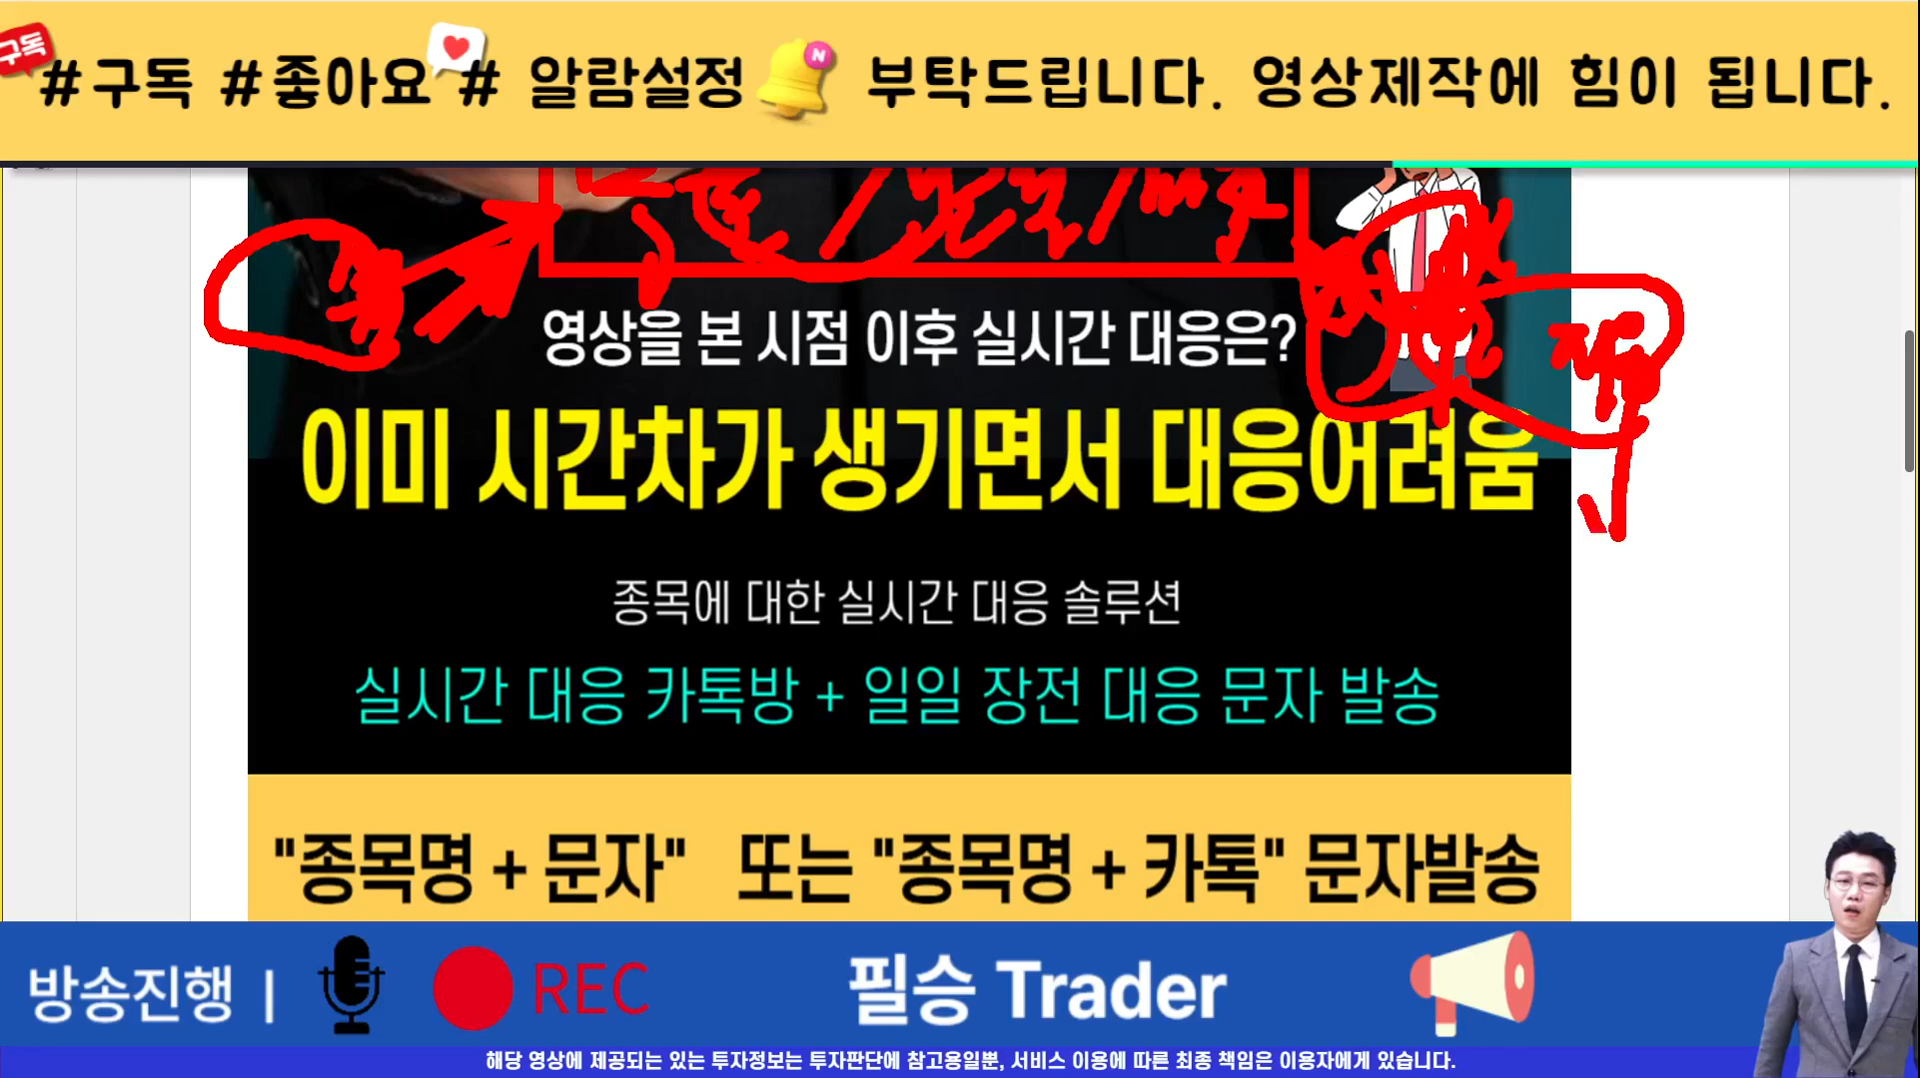 구독
#구독 #좋아요 # 알람설정 N 부탁드립니다. 영상제작에 힘이 됩니다.
영상을 본 시점 이후 실시간 대응은?
이미 시간차가 생기면서 대응어려움
종목에 대한 실시간 대응 솔루션
실시간 대응 카톡방 + 일일 장전 대응 문자 발송
"종목명 + 문자" 또는 "종목명 + 카톡" 문자발송
방송진행 | REC 필승 Trader
해당 영상에 제공되는 있는 투자정보는 투자판단에 참고용일뿐, 서비스 이용에 따른 최종 책임은 이용자에게 있습니다.